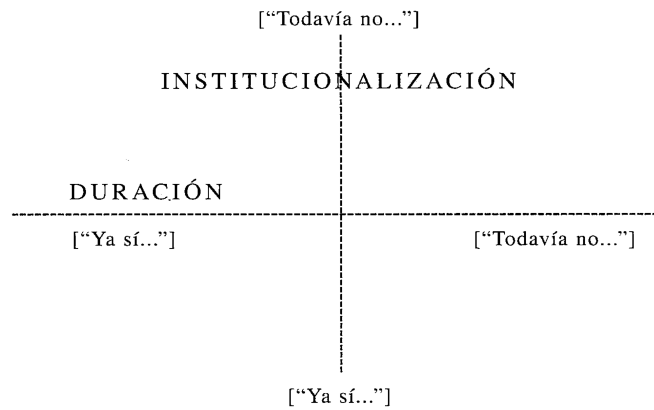 [“Todavía no...”]
INSTITUCIONALIZACIÓN
DURACIÓN
[“Ya sí...”]
[“Todavía no...”]
[“Ya sí...”]